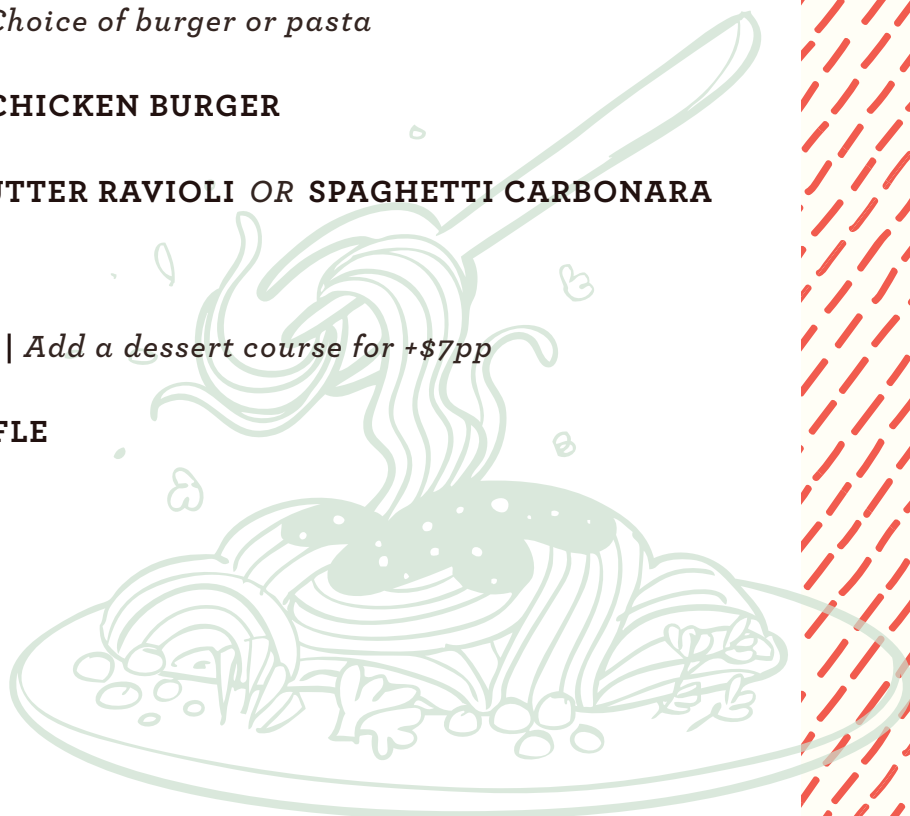 Choice of burger or pasta
CHICKEN BURGER
UTTER RAVIOLI OR SPAGHETTI CARBONARA
| Add a dessert course for +$7pp
FLE